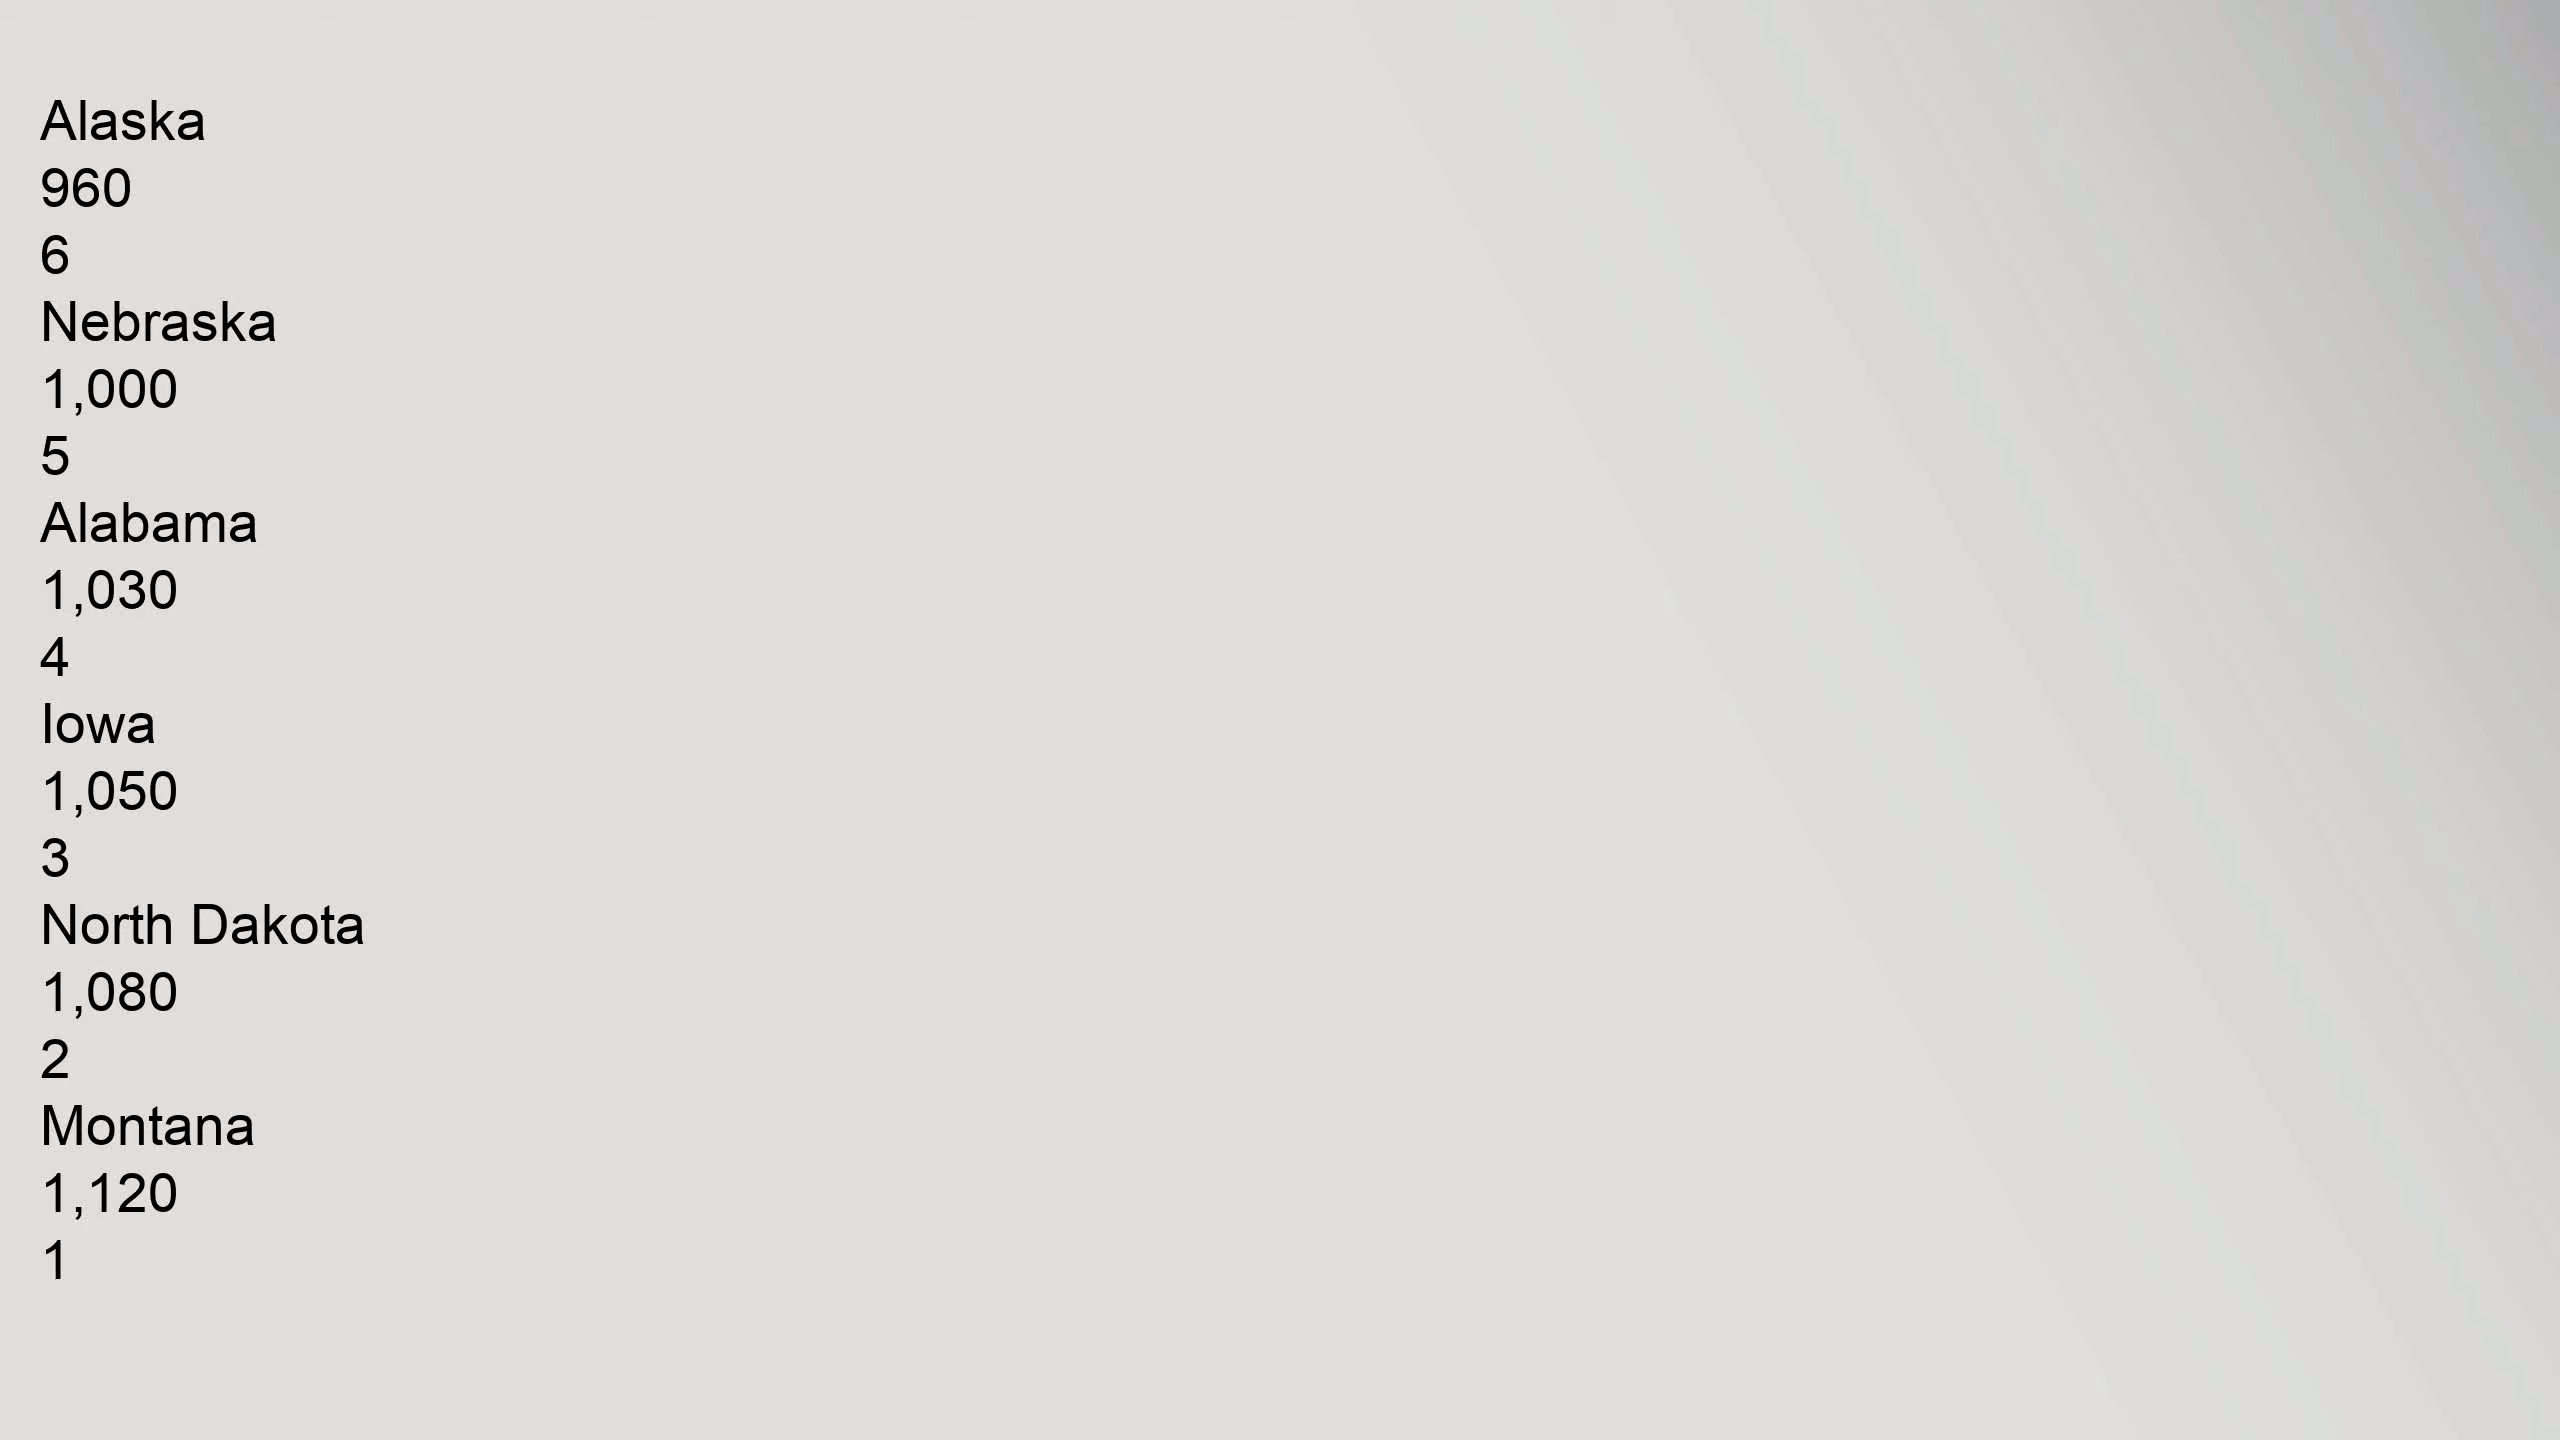 Alaska
960
6
Nebraska
1,000
5
Alabama
1,030
4
Iowa
1,050
3
North Dakota
1,080
2
Montana
1,120
1